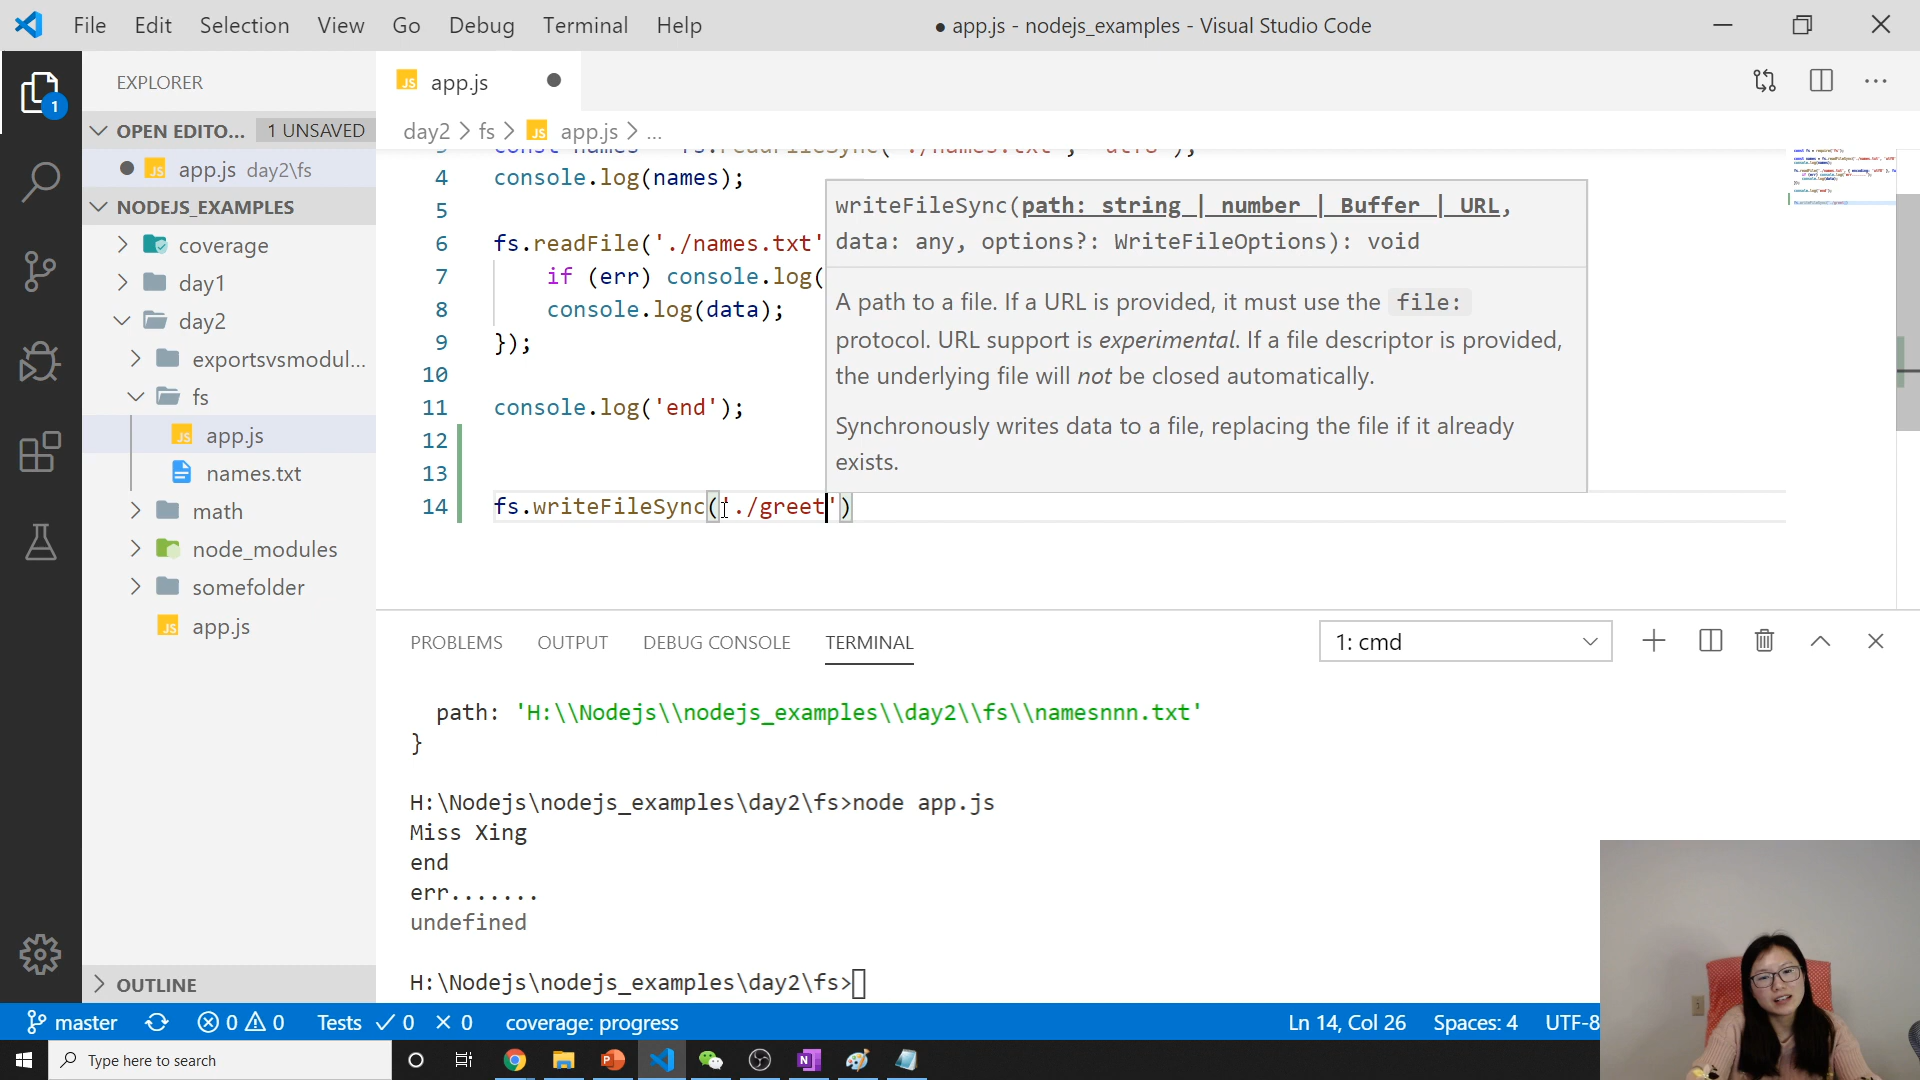 File Edit Selection View Go Debug Terminal Help
● app.js - nodejs_examples - Visual Studio Code
EXPLORER
OPEN EDITO... 1 UNSAVED
app.js day2\fs
NODEJS_EXAMPLES
coverage
day1
day2
exportsvsmodul...
fs
app.js
names.txt
math
node_modules
somefolder
app.js
OUTLINE
app.js
day2 > fs > app.js > ...
4 console.log(names);
5
6 fs.readFile('./names.txt'
7 if (err) console.log(
8 console.log(data);
9 });
10
11 console.log('end');
12
13
14 fs.writeFileSync('./greet')
writeFileSync(path: string | number | Buffer | URL,
data: any, options?: WriteFileOptions): void
A path to a file. If a URL is provided, it must use the file:
protocol. URL support is experimental. If a file descriptor is provided,
the underlying file will not be closed automatically.
Synchronously writes data to a file, replacing the file if it already
exists.
PROBLEMS OUTPUT DEBUG CONSOLE TERMINAL
1: cmd
path: 'H:\\Nodejs\\nodejs_examples\\day2\\fs\\namesnnn.txt'
}
H:\Nodejs\nodejs_examples\day2\fs>node app.js
Miss Xing
end
err.......
undefined
H:\Nodejs\nodejs_examples\day2\fs>
master 0 0 Tests 0 0 coverage: progress
Ln 14, Col 26 Spaces: 4 UTF-8
Type here to search